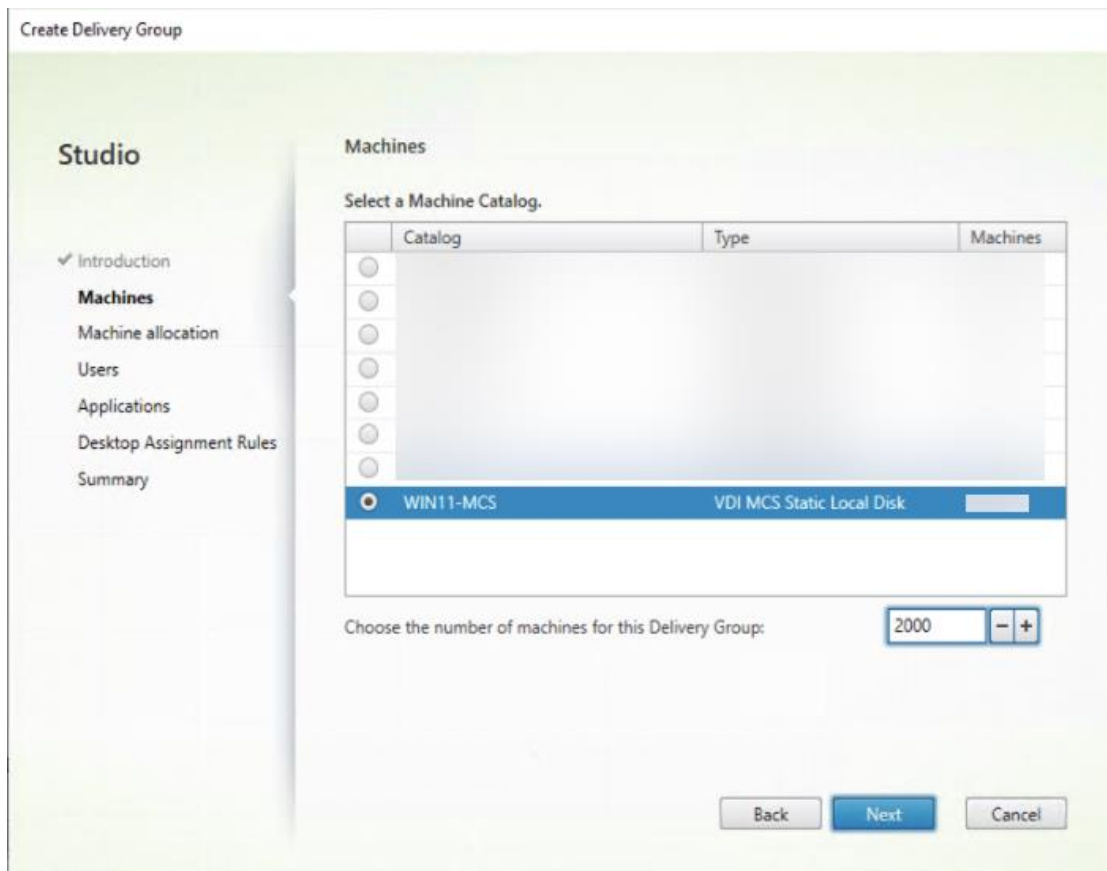 Create Delivery Group
Studio
Introduction
Machines
Machine allocation
Users
Applications
Desktop Assignment Rules
Summary
Machines
Select a Machine Catalog.
Catalog Type Machines
WIN11-MCS VDI MCS Static Local Disk
Choose the number of machines for this Delivery Group: 2000 - +
Back Next Cancel